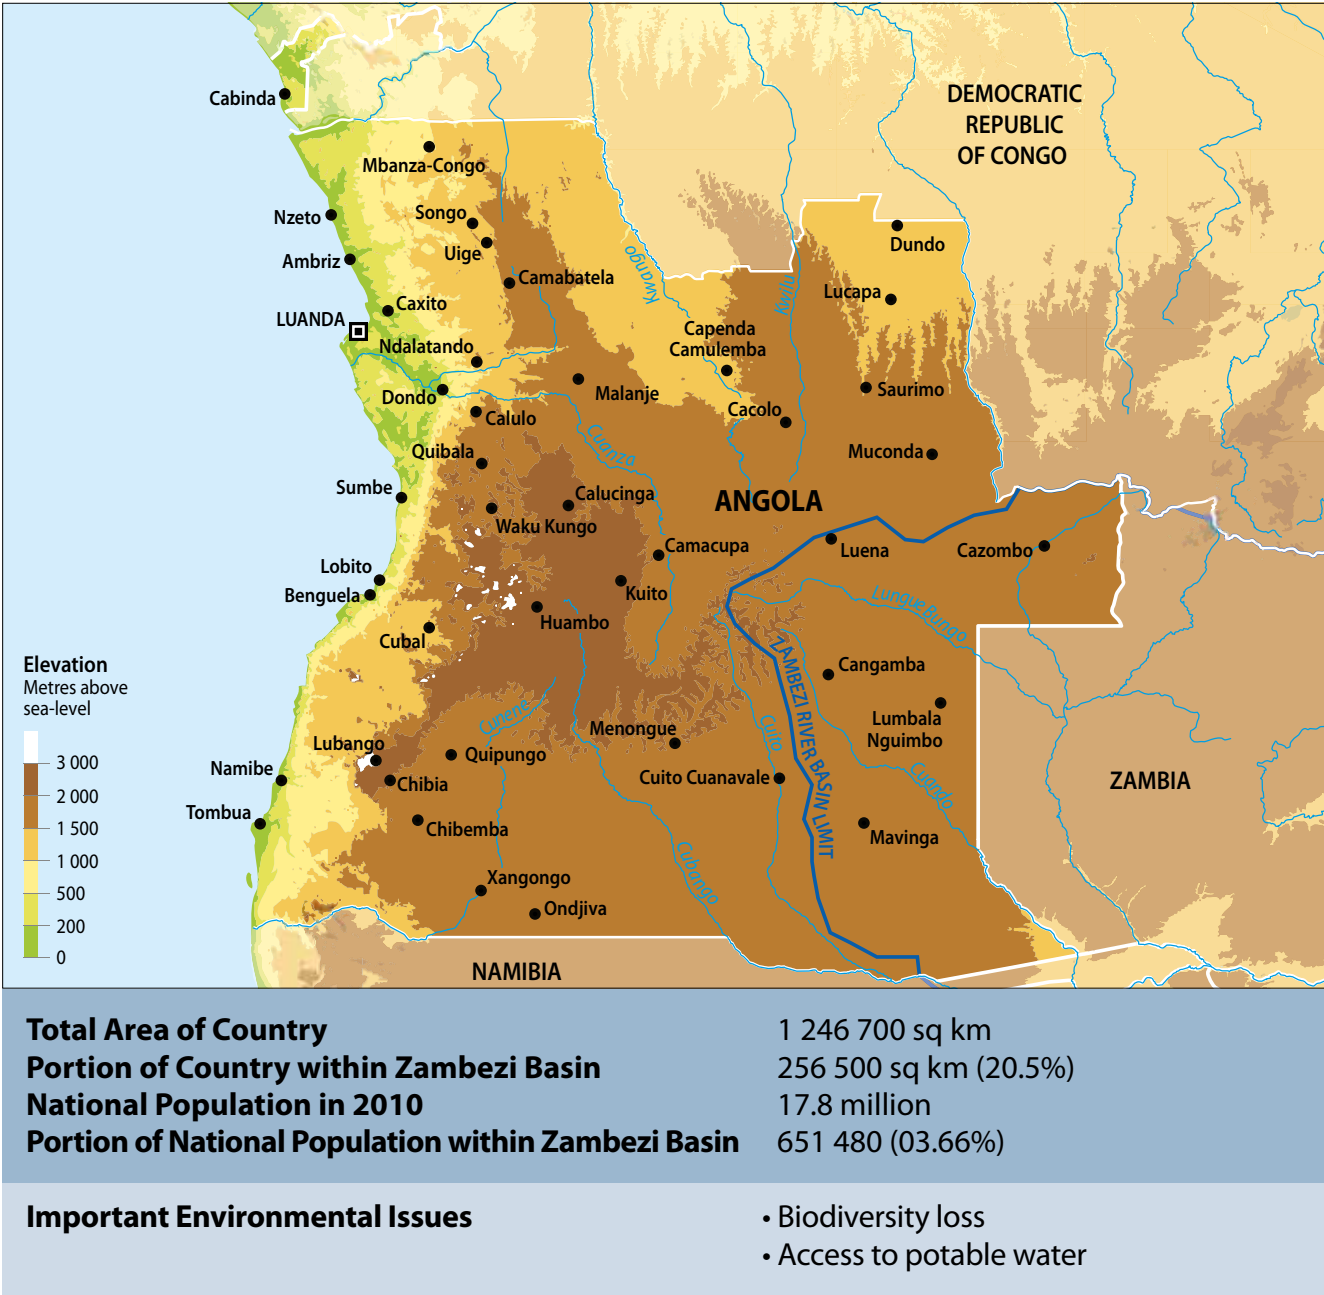 DEMOCRATIC
REPUBLIC
OF CONGO
Cabinda
Mbanza-Congo
Nzeto
Songo
Uige
Dundo
Ambriz
Camabatela
Kwango
Kwilu
Lucapa
Caxito
LUANDA
Ndalatando
Capenda
Camulemba
Dondo
Malanje
Saurimo
Calulo
Cacolo
Cuanza
Quibala
Muconda
Sumbe
Calucinga
ANGOLA
Waku Kungo
Camacupa
Luena
Cazombo
Lobito
Benguela
Kuito
Huambo
Lungue Bungo
Cubal
ZAMBEZI RIVER BASIN LIMIT
Cangamba
Elevation
Metres above
sea-level
3 000
2 000
1 500
1 000
500
200
0
Cunene
Menongue
Cuito
Lumbala
Nguimbo
Lubango
Quipungo
Namibe
Chibia
Cuito Cuanavale
Cuando
ZAMBIA
Tombua
Chibemba
Mavinga
Xangongo
Cubango
Ondjiva
NAMIBIA
Total Area of Country 1 246 700 sq km
Portion of Country within Zambezi Basin 256 500 sq km (20.5%)
National Population in 2010 17.8 million
Portion of National Population within Zambezi Basin 651 480 (03.66%)
Important Environmental Issues • Biodiversity loss
• Access to potable water